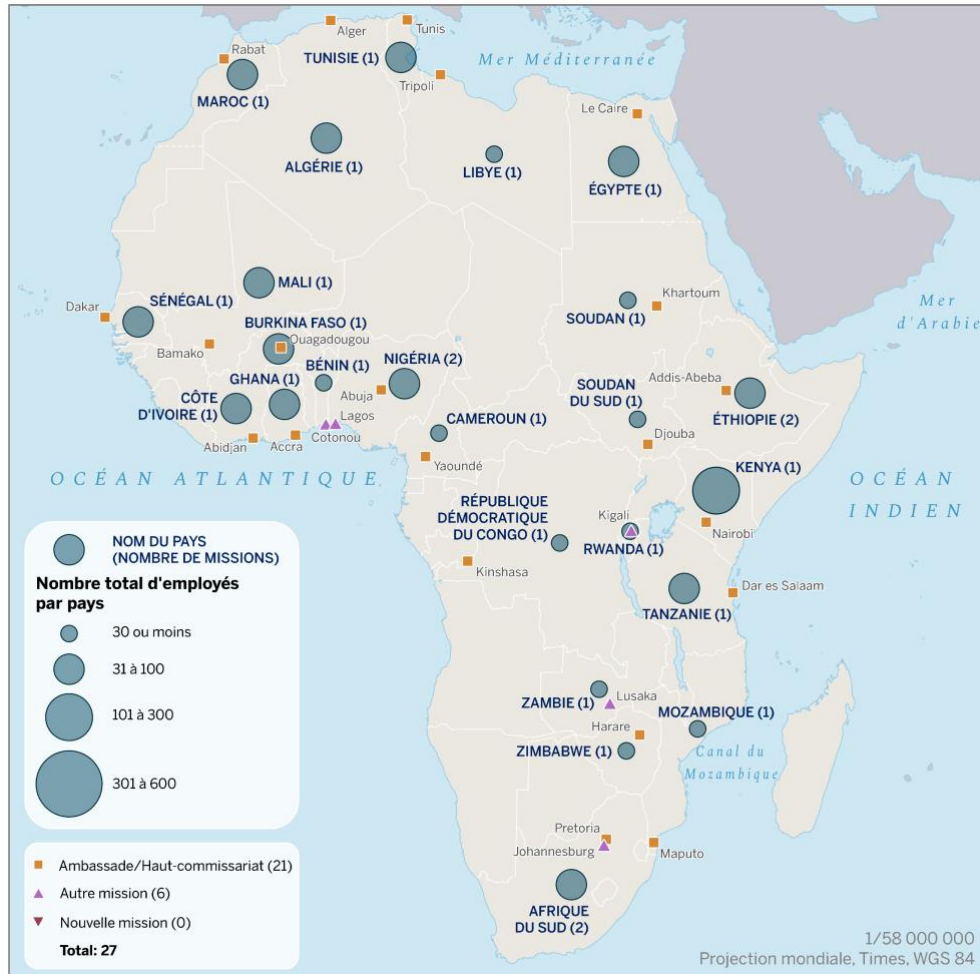 Alger
Tunis
Rabat
TUNISIE (1)
Mer Méditerranée
Tripoli
MAROC (1)
Le Caire
ALGÉRIE (1)
LIBYE (1)
ÉGYPTE (1)
MALI (1)
SÉNÉGAL (1)
Dakar
Khartoum
Mer
d'Arabie
SOUDAN (1)
BURKINA FASO (1)
Ouagadougou
Bamako
BÉNIN (1)
NIGÉRIA (2)
GHANA (1)
Addis-Abeba
SOUDAN
DU SUD (1)
CÔTE
D'IVOIRE (1)
Abuja
ÉTHIOPIE (2)
Lagos
CAMEROUN (1)
Cotonou
Abidjan
Accra
Djouba
Yaoundé
KENYA (1)
OCÉAN ATLANTIQUE
OCÉAN
INDIEN
RÉPUBLIQUE
DÉMOCRATIQUE
DU CONGO (1)
Kigali
RWANDA (1)
Nairobi
Kinshasa
Dar es Salaam
TANZANIE (1)
ZAMBIE (1)
Lusaka
MOZAMBIQUE (1)
Harare
ZIMBABWE (1)
Canal du
Mozambique
Pretoria
Johannesburg
Maputo
AFRIQUE
DU SUD (2)
NOM DU PAYS
(NOMBRE DE MISSIONS)
Nombre total d'employés
par pays
30 ou moins
31 à 100
101 à 300
301 à 600
Ambassade/Haut-commissariat (21)
Autre mission (6)
Nouvelle mission (0)
Total: 27
1/58 000 000
Projection mondiale, Times, WGS 84